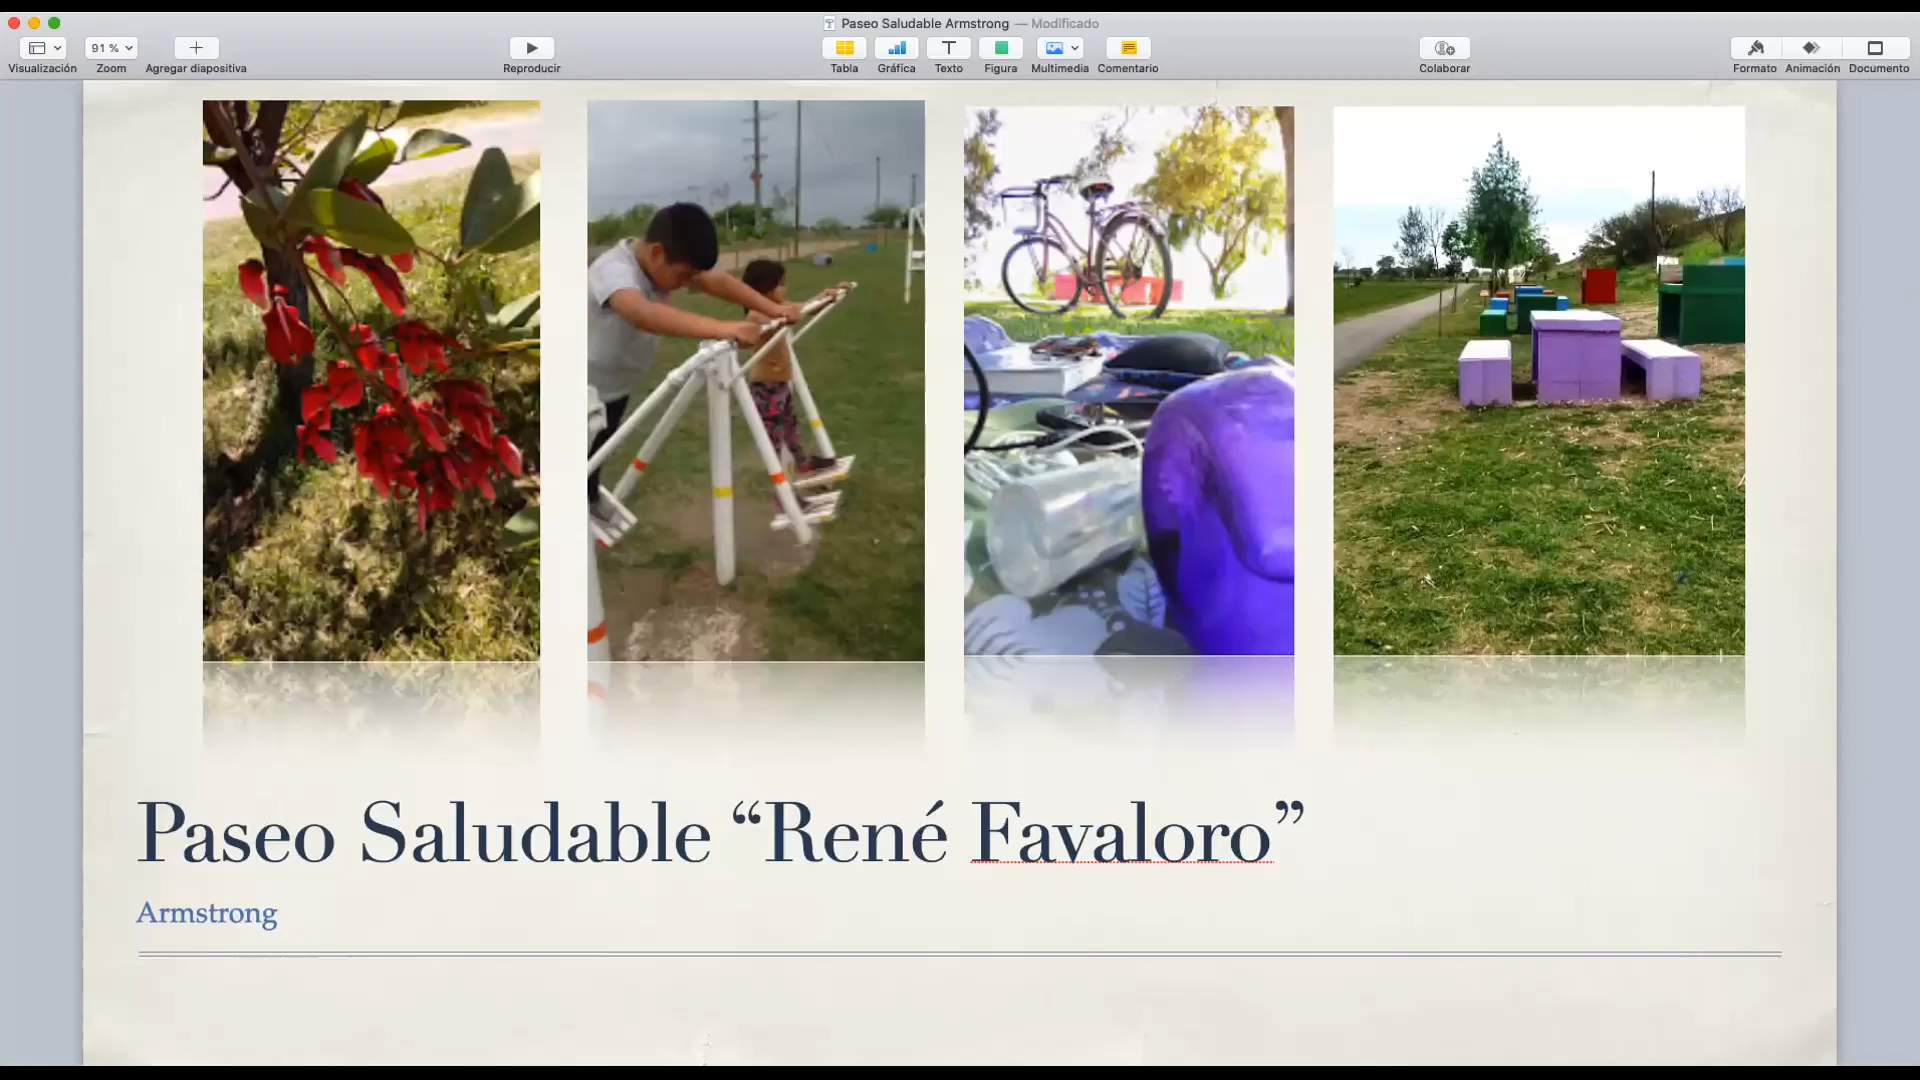 Paseo Saludable Armstrong — Modificado
91 %
Visualización Zoom Agregar diapositiva Reproducir Tabla Gráfica Texto Figura Multimedia Comentario Colaborar Formato Animación Documento
Paseo Saludable “René Favaloro”
Armstrong